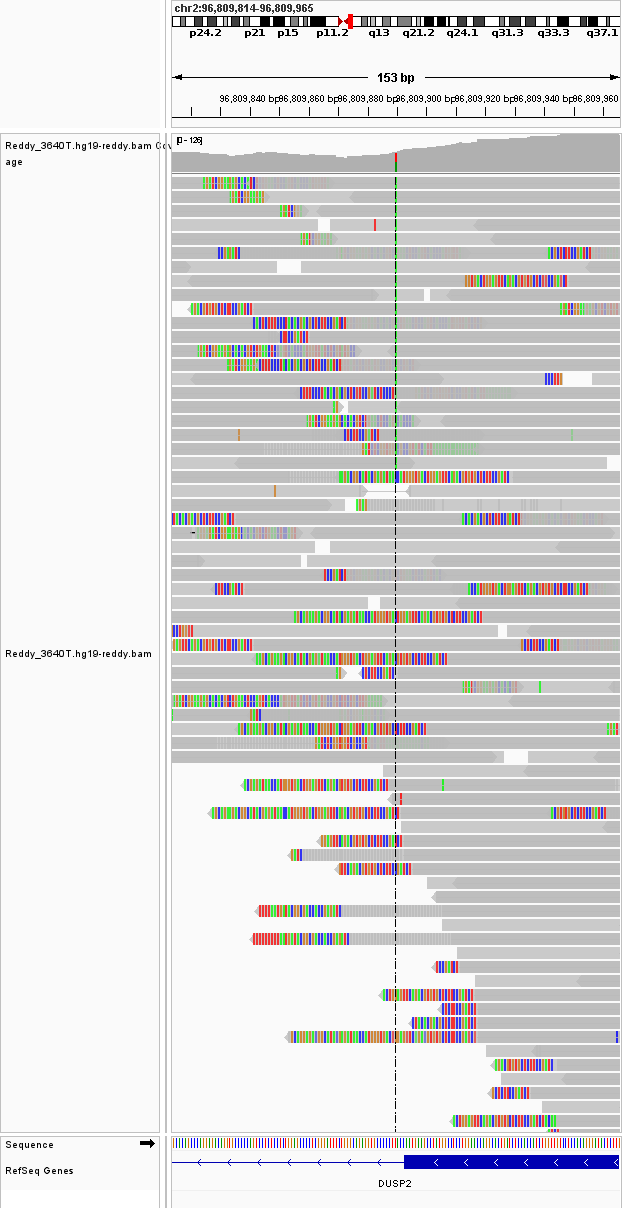 chr2:96,809,814-96,809,965
p24.2 p21 p15 p11.2 q13 q21.2 q24.1 q31.3 q33.3 q37.1
153 bp
96,809,840 bp 96,809,860 bp 96,809,880 bp 96,809,900 bp 96,809,920 bp 96,809,940 bp 96,809,960
[0 - 126]
Reddy_3640T.hg19-reddy.bam Cov
age
Reddy_3640T.hg19-reddy.bam
Sequence
RefSeq Genes
DUSP2